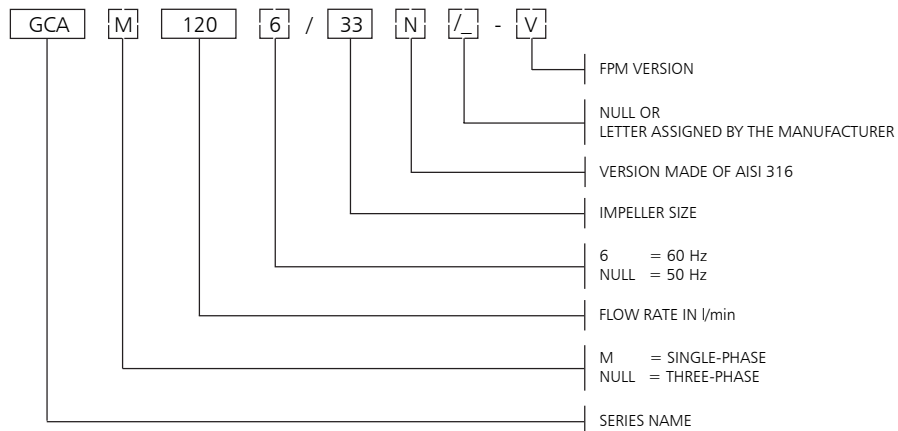 GCA M 120 6 / 33 N /_ - V
FPM VERSION
NULL OR
LETTER ASSIGNED BY THE MANUFACTURER
VERSION MADE OF AISI 316
IMPELLER SIZE
6 = 60 Hz
NULL = 50 Hz
FLOW RATE IN l/min
M = SINGLE-PHASE
NULL = THREE-PHASE
SERIES NAME